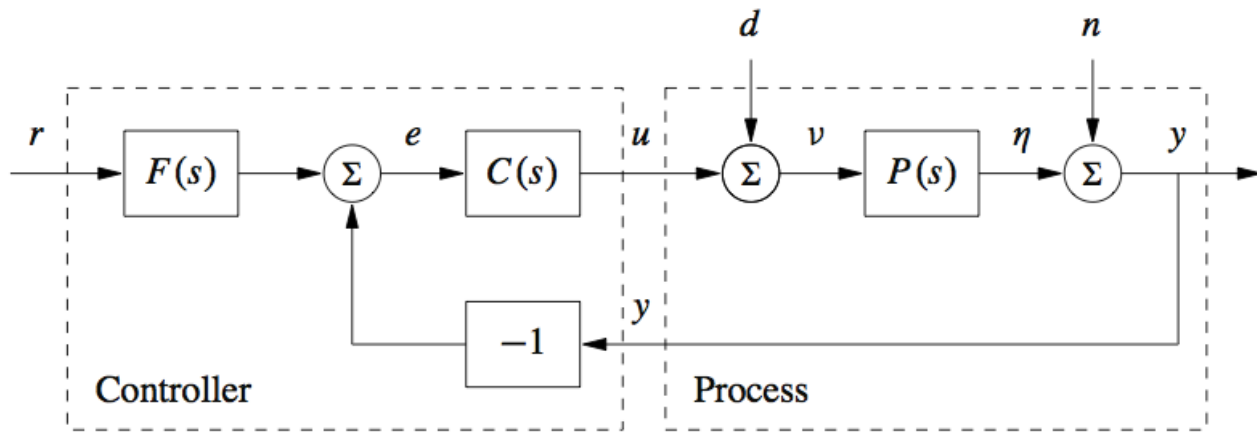 d n
r e u ν η y
F(s) Σ C(s) Σ P(s) Σ
y
−1
Controller Process